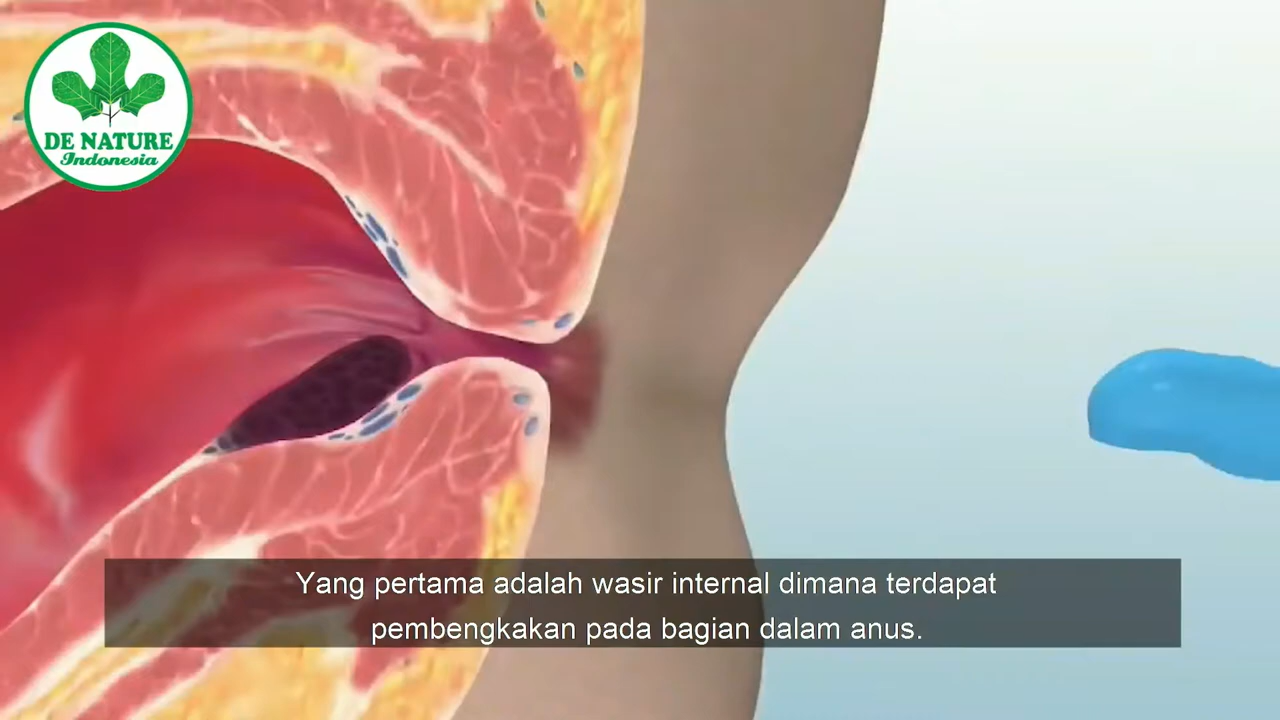 DE NATURE
Indonesia
Yang pertama adalah wasir internal dimana terdapat
pembengkakan pada bagian dalam anus.